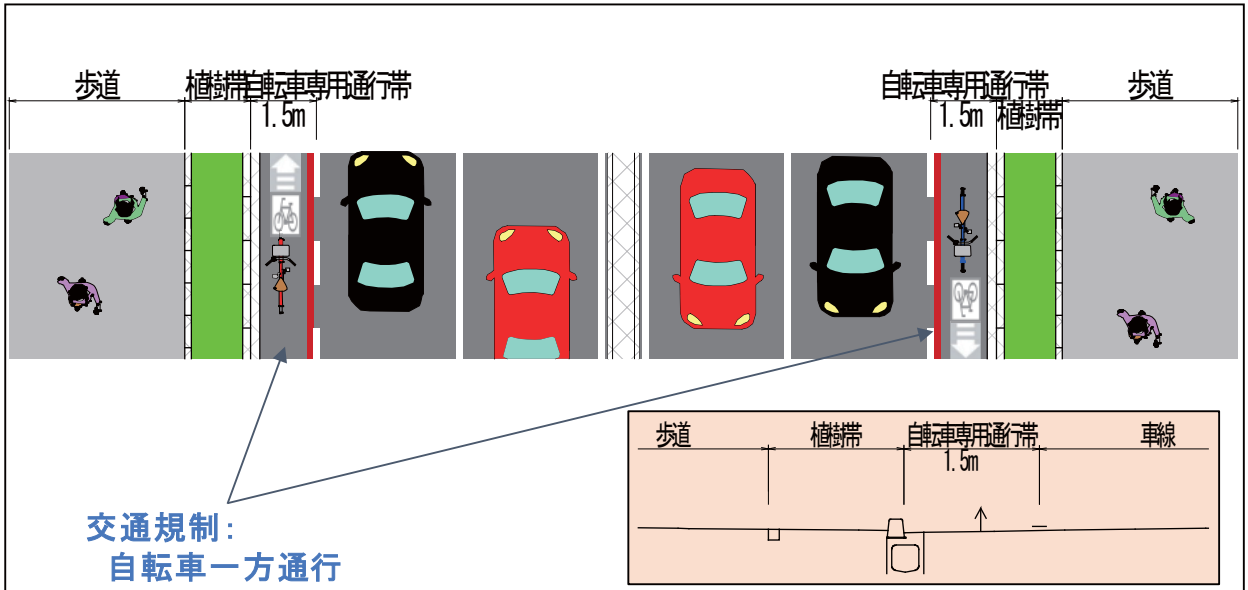 歩道
植樹帯
自転車専用通行帯
1.5m
自転車専用通行帯
1.5m
植樹帯
歩道
交通規制：
自転車一方通行
歩道
植樹帯
自転車専用通行帯
1.5m
車線